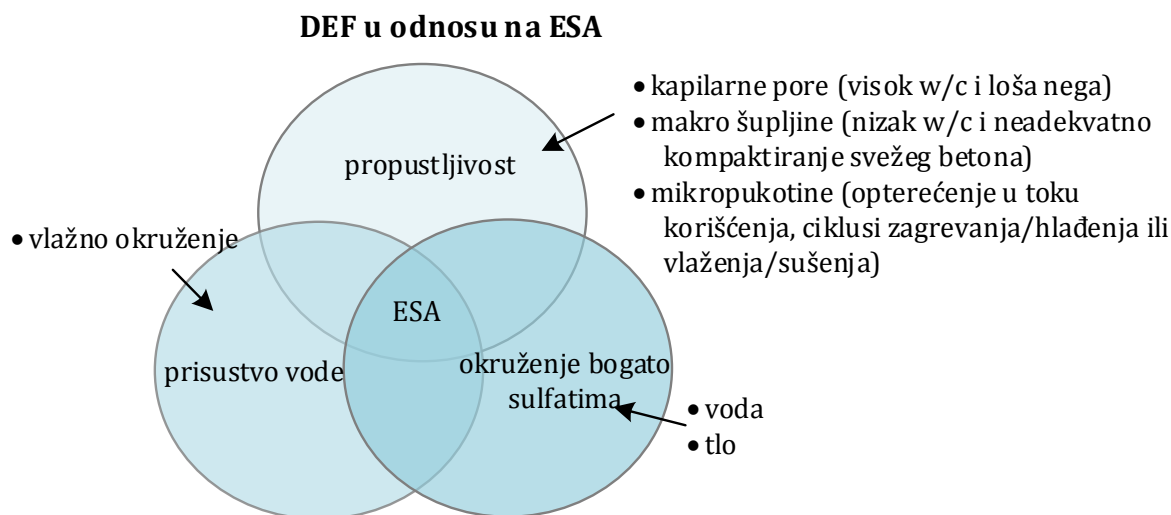 DEF u odnosu na ESA
• kapilarne pore (visok w/c i loša nega)
• makro šupljine (nizak w/c i neadekvatno
kompaktiranje svežeg betona)
• mikropukotine (opterećenje u toku
korišćenja, ciklusi zagrevanja/hlađenja ili
vlaženja/sušenja)
propustljivost
• vlažno okruženje
ESA
prisustvo vode
okruženje bogato
sulfatima
• voda
• tlo